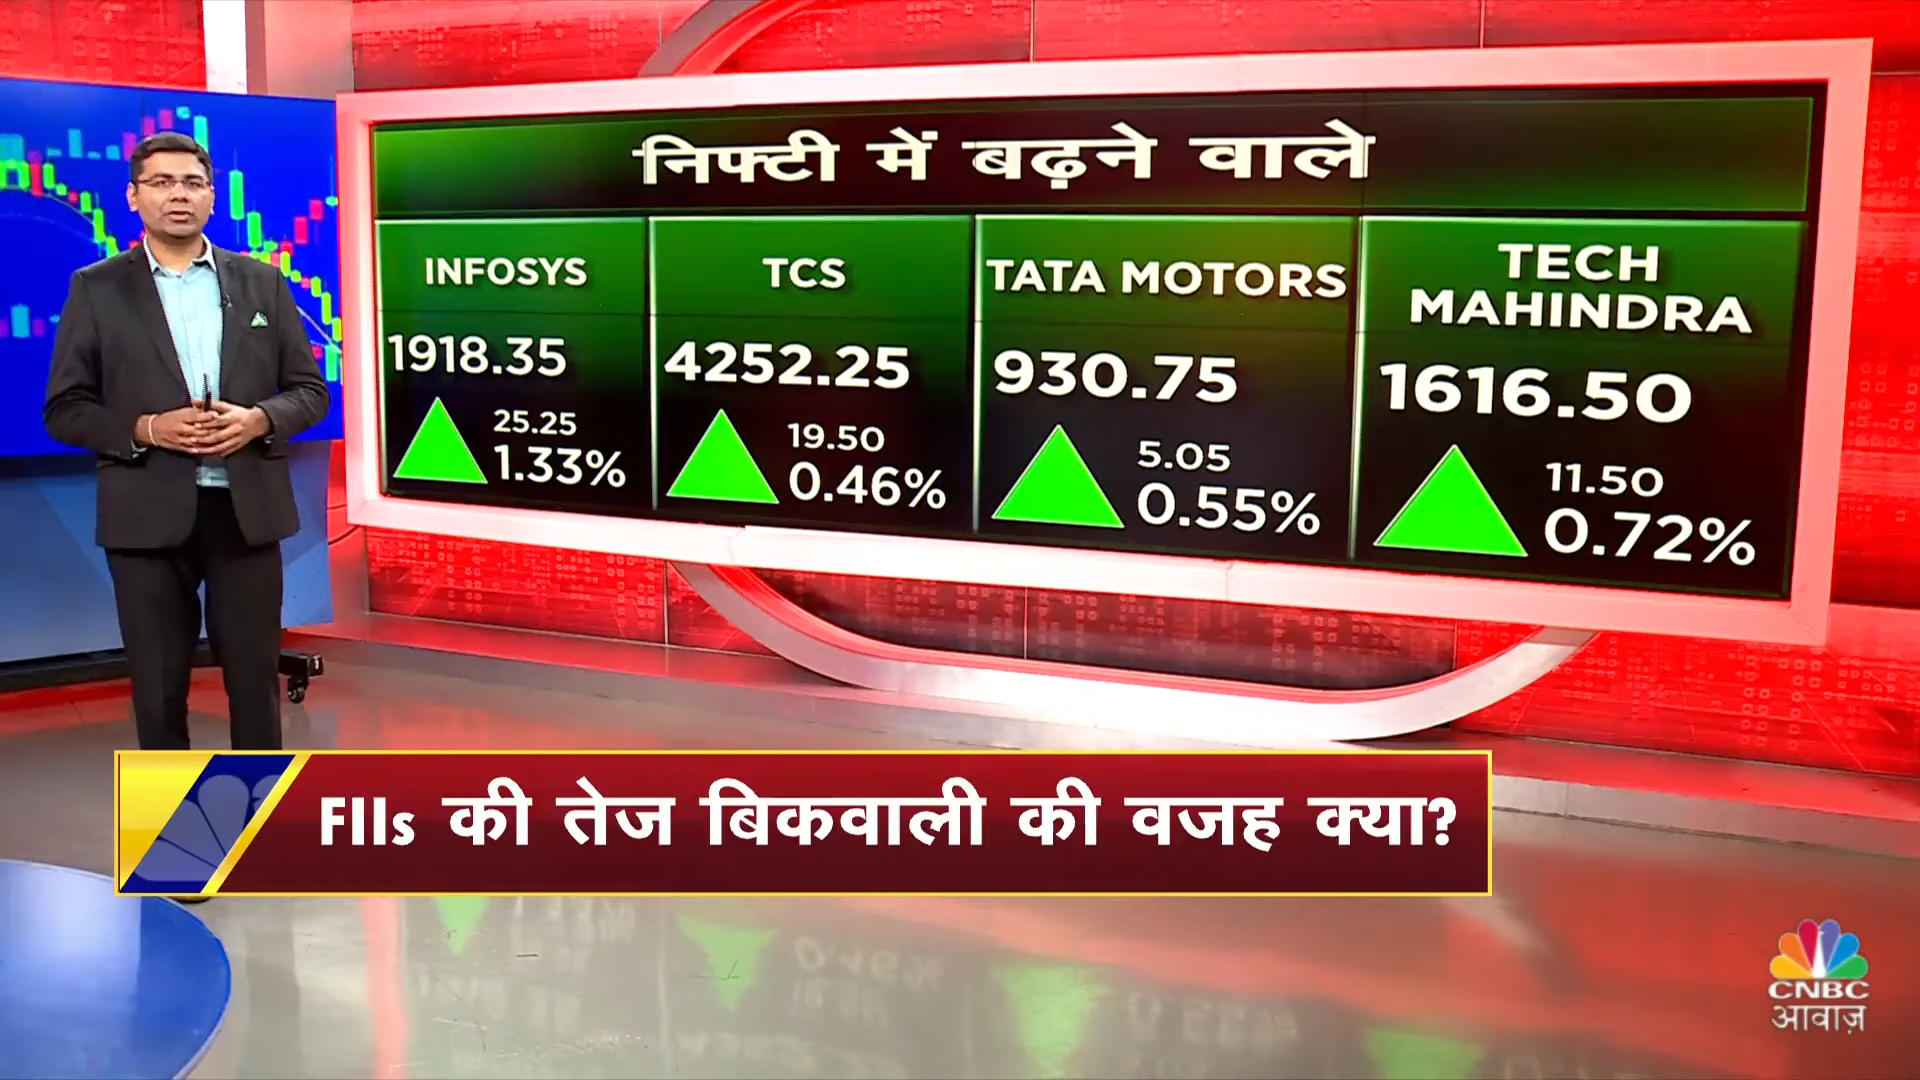 निफ्टी में बढ़ने वाले
INFOSYS
1918.35
25.25
1.33%
TCS
4252.25
19.50
0.46%
TATA MOTORS
930.75
5.05
0.55%
TECH
MAHINDRA
1616.50
11.50
0.72%
FIIs की तेज बिकवाली की वजह क्या?
CNBC
आवाज़